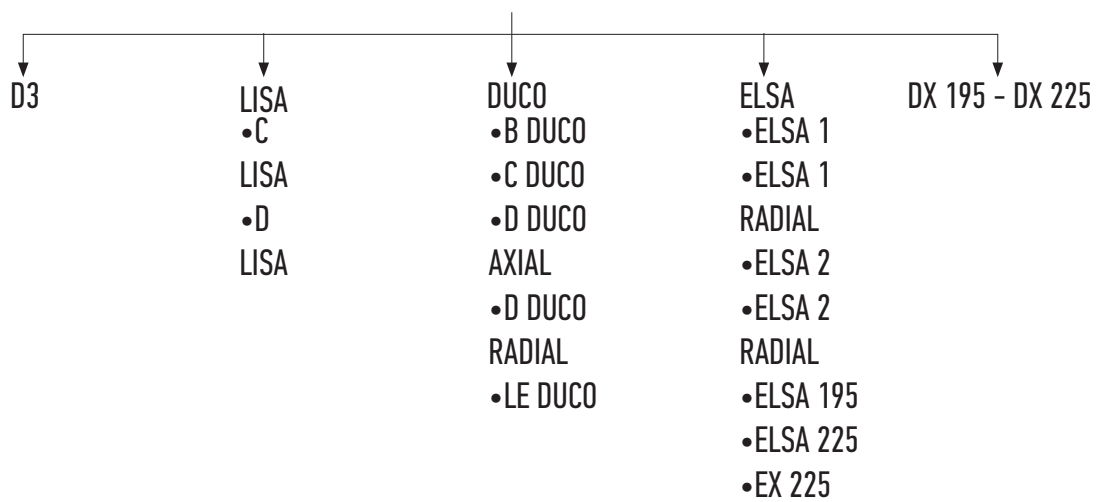 D3
LISA
•C
LISA
•D
LISA
DUCO
•B DUCO
•C DUCO
•D DUCO
AXIAL
•D DUCO
RADIAL
•LE DUCO
ELSA
•ELSA 1
•ELSA 1
RADIAL
•ELSA 2
•ELSA 2
RADIAL
•ELSA 195
•ELSA 225
•EX 225
DX 195 - DX 225